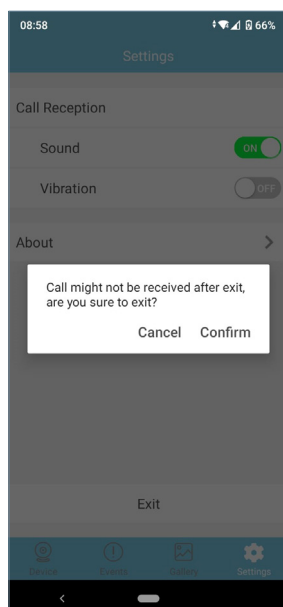 08:58
66%
Settings
Call Reception
Sound
ON
Vibration
OFF
About
Call might not be received after exit,
are you sure to exit?
Cancel Confirm
Exit
Device Events Gallery Settings